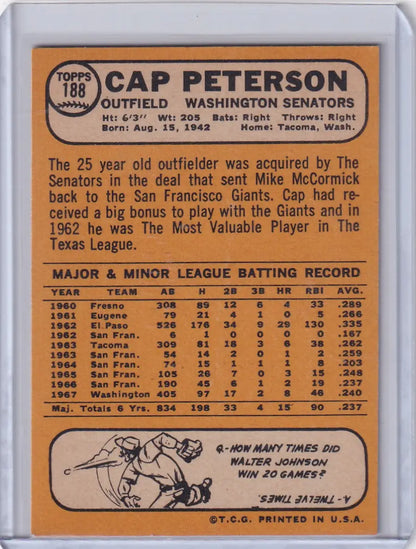 TOPPS
188
CAP PETERSON
OUTFIELD WASHINGTON SENATORS
Ht: 6'3" Wt: 205 Bats: Right Throws: Right
Born: Aug. 15, 1942 Home: Tacoma, Wash.
The 25 year old outfielder was acquired by The
Senators in the deal that sent Mike McCormick
back to the San Francisco Giants. Cap had re-
ceived a big bonus to play with the Giants and in
1962 he was The Most Valuable Player in The
Texas League.
MAJOR & MINOR LEAGUE BATTING RECORD
YEAR TEAM AB H 2B 3B HR RBI AVG.
1960 Fresno 308 89 12 6 4 33 .289
1961 Eugene 79 21 4 1 0 5 .266
1962 El Paso 526 176 34 9 29 130 .335
1962 San Fran. 6 1 0 0 0 0 .167
1963 Tacoma 309 81 18 3 6 38 .262
1963 San Fran. 54 14 2 0 1 2 .259
1964 San Fran. 74 15 1 1 1 8 .203
1965 San Fran. 105 26 7 0 3 15 .248
1966 San Fran. 190 45 6 1 2 19 .237
1967 Washington 405 97 17 2 8 46 .240
Maj. Totals 6 Yrs. 834 198 33 4 15 90 .237
Q.- HOW MANY TIMES DID
WALTER JOHNSON
WIN 20 GAMES?
A.- TWELVE TIMES.
©T.C.G. PRINTED IN U.S.A.